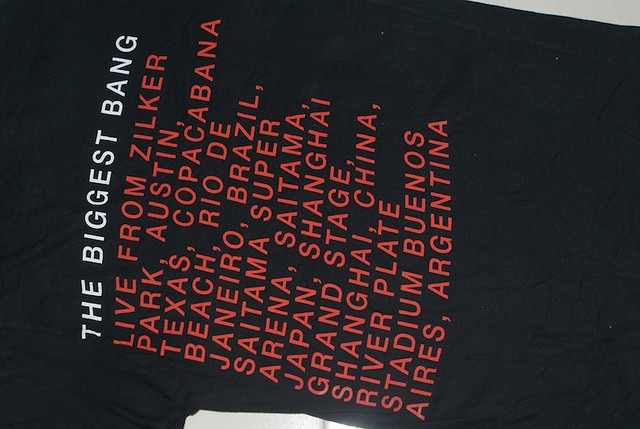 THE BIGGEST BANG
LIVE FROM ZILKER
PARK, AUSTIN,
TEXAS, COPACABANA
BEACH, RIO DE
JANEIRO, BRAZIL,
SAITAMA SUPER
ARENA, SAITAMA,
JAPAN, SHANGHAI
GRAND STAGE,
SHANGHAI, CHINA,
RIVER PLATE
STADIUM BUENOS
AIRES, ARGENTINA